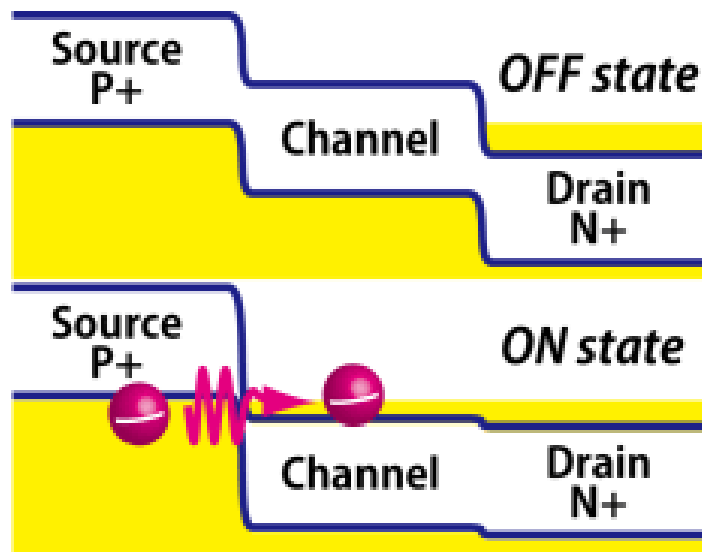 Source
P+
OFF state
Channel
Drain
N+
Source
P+
ON state
Channel
Drain
N+